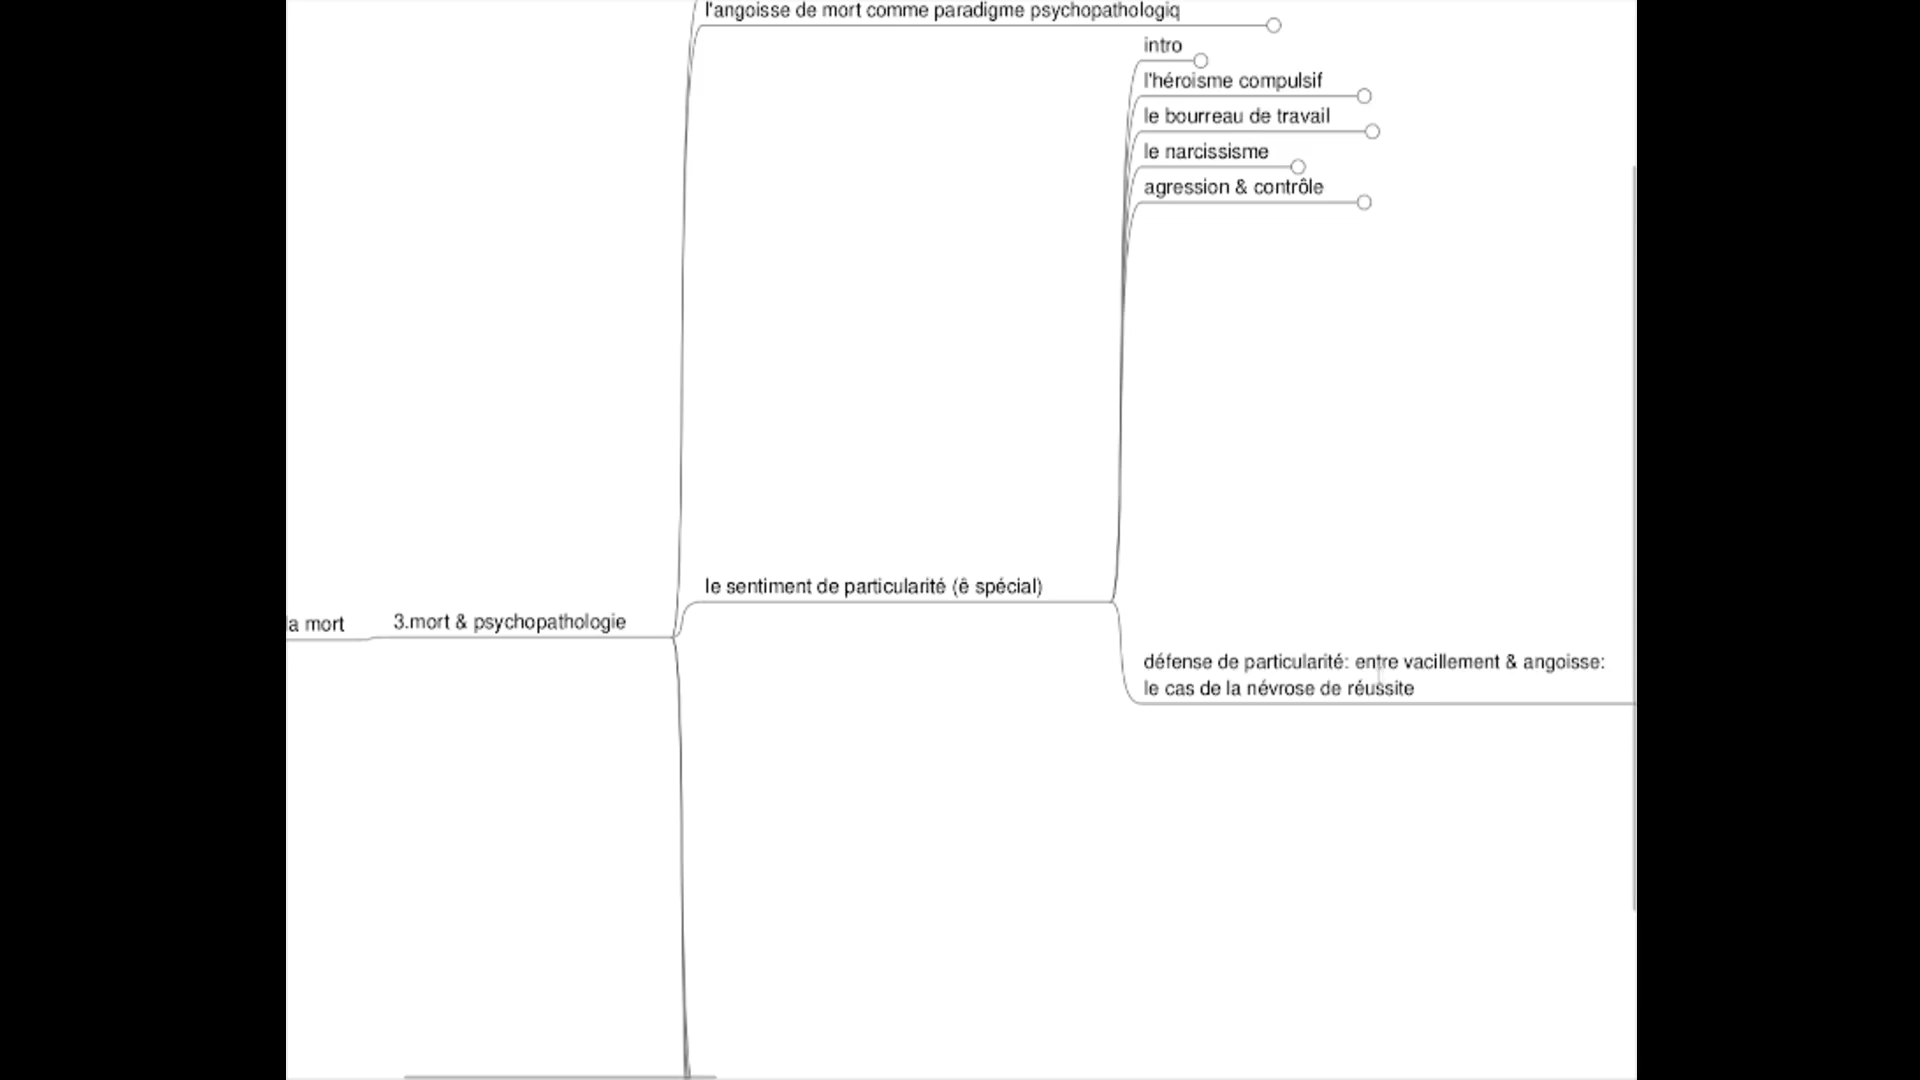 l'angoisse de mort comme paradigme psychopathologiq
intro
l'héroisme compulsif
le bourreau de travail
le narcissisme
agression & contrôle
le sentiment de particularité (ê spécial)
a mort
3.mort & psychopathologie
défense de particularité: entre vacillement & angoisse:
le cas de la névrose de réussite